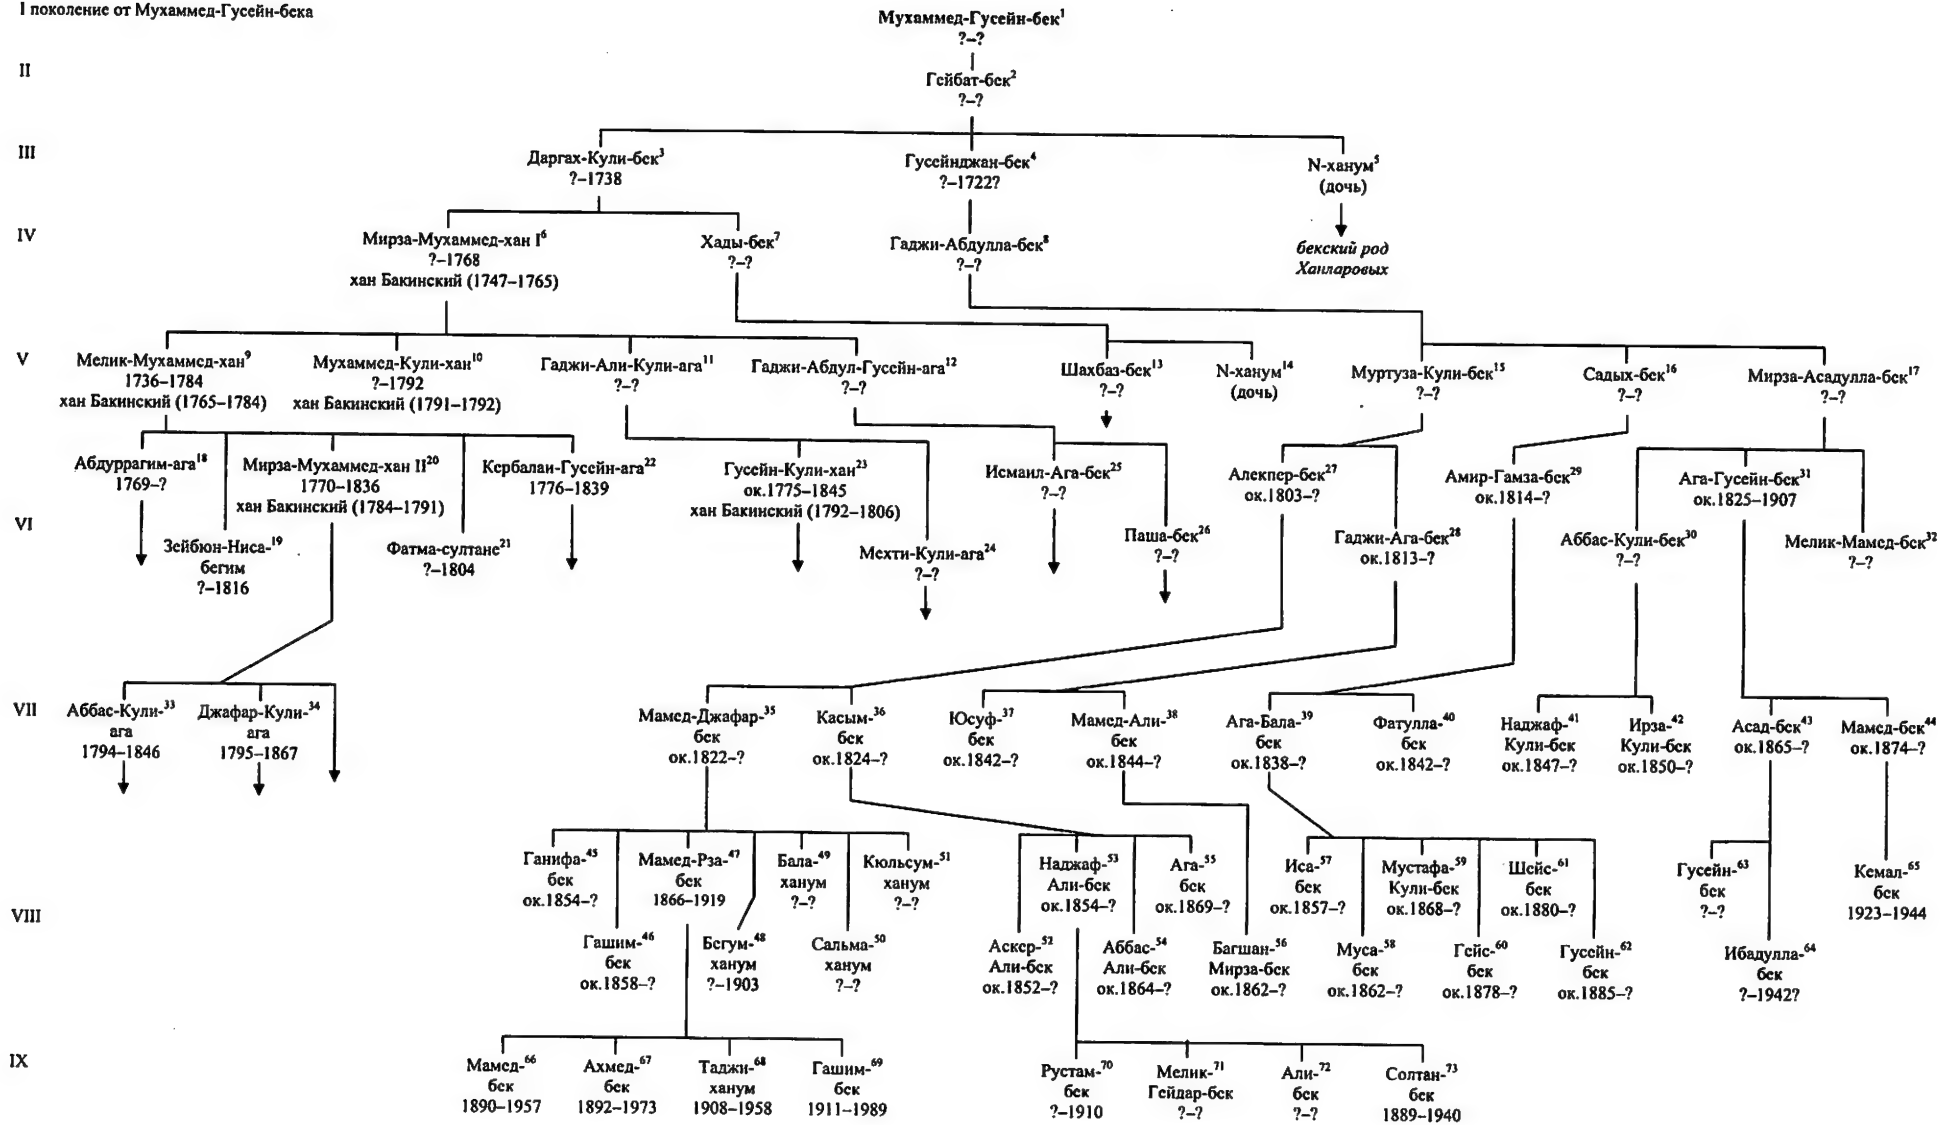 I поколение от Мухаммед-Гусейн-бека
Мухаммед-Гусейн-бек¹
?–?
II
Гейбат-бек²
?–?
III
Даргах-Кули-бек³
?–1738
Гусейнджан-бек⁴
?–1722?
N-ханум⁵
(дочь)
IV
Мирза-Мухаммед-хан I⁶
?–1768
хан Бакинский (1747–1765)
Хады-бек⁷
?–?
Гаджи-Абдулла-бек⁸
?–?
бекский род
Ханларовых
V
Мелик-Мухаммед-хан⁹
1736–1784
хан Бакинский (1765–1784)
Мухаммед-Кули-хан¹⁰
?–1792
хан Бакинский (1791–1792)
Гаджи-Али-Кули-ага¹¹
?–?
Гаджи-Абдул-Гусейн-ага¹²
?–?
Шахбаз-бек¹³
?–?
N-ханум¹⁴
(дочь)
Муртуза-Кули-бек¹⁵
?–?
Садых-бек¹⁶
?–?
Мирза-Асадулла-бек¹⁷
?–?
VI
Абдуррагим-ага¹⁸
1769–?
Зейбюн-Ниса-¹⁹
бегим
?–1816
Мирза-Мухаммед-хан II²⁰
1770–1836
хан Бакинский (1784–1791)
Фатма-султане²¹
?–1804
Кербалаи-Гусейн-ага²²
1776–1839
Гусейн-Кули-хан²³
ок.1775–1845
хан Бакинский (1792–1806)
Мехти-Кули-ага²⁴
?–?
Исмаил-Ага-бек²⁵
?–?
Паша-бек²⁶
?–?
Алекпер-бек²⁷
ок.1803–?
Гаджи-Ага-бек²⁸
ок.1813–?
Амир-Гамза-бек²⁹
ок.1814–?
Аббас-Кули-бек³⁰
?–?
Ага-Гусейн-бек³¹
ок.1825–1907
Мелик-Мамед-бек³²
?–?
VII
Аббас-Кули-³³
ага
1794–1846
Джафар-Кули-³⁴
ага
1795–1867
Мамед-Джафар-³⁵
бек
ок.1822–?
Касым-³⁶
бек
ок.1824–?
Юсуф-³⁷
бек
ок.1842–?
Мамед-Али-³⁸
бек
ок.1844–?
Ага-Бала-³⁹
бек
ок.1838–?
Фатулла-⁴⁰
бек
ок.1842–?
Наджаф-⁴¹
Кули-бек
ок.1847–?
Ирза-⁴²
Кули-бек
ок.1850–?
Асад-бек⁴³
ок.1865–?
Мамед-бек⁴⁴
ок.1874–?
VIII
Ганифа-⁴⁵
бек
ок.1854–?
Гашим-⁴⁶
бек
ок.1858–?
Мамед-Рза-⁴⁷
бек
1866–1919
Бегум-⁴⁸
ханум
?–1903
Бала-⁴⁹
ханум
?–?
Сальма-⁵⁰
ханум
?–?
Кюльсум-⁵¹
ханум
?–?
Аскер-⁵²
Али-бек
ок.1852–?
Наджаф-⁵³
Али-бек
ок.1854–?
Аббас-⁵⁴
Али-бек
ок.1864–?
Ага-⁵⁵
бек
ок.1869–?
Багшан-⁵⁶
Мирза-бек
ок.1862–?
Иса-⁵⁷
бек
ок.1857–?
Муса-⁵⁸
бек
ок.1862–?
Мустафа-⁵⁹
Кули-бек
ок.1868–?
Гейс-⁶⁰
бек
ок.1878–?
Шейс-⁶¹
бек
ок.1880–?
Гусейн-⁶²
бек
ок.1885–?
Гусейн-⁶³
бек
?–?
Ибадулла-⁶⁴
бек
?–1942?
Кемал-⁶⁵
бек
1923–1944
IX
Мамед-⁶⁶
бек
1890–1957
Ахмед-⁶⁷
бек
1892–1973
Таджи-⁶⁸
ханум
1908–1958
Гашим-⁶⁹
бек
1911–1989
Рустам-⁷⁰
бек
?–1910
Мелик-⁷¹
Гейдар-бек
?–?
Али-⁷²
бек
?–?
Солтан-⁷³
бек
1889–1940